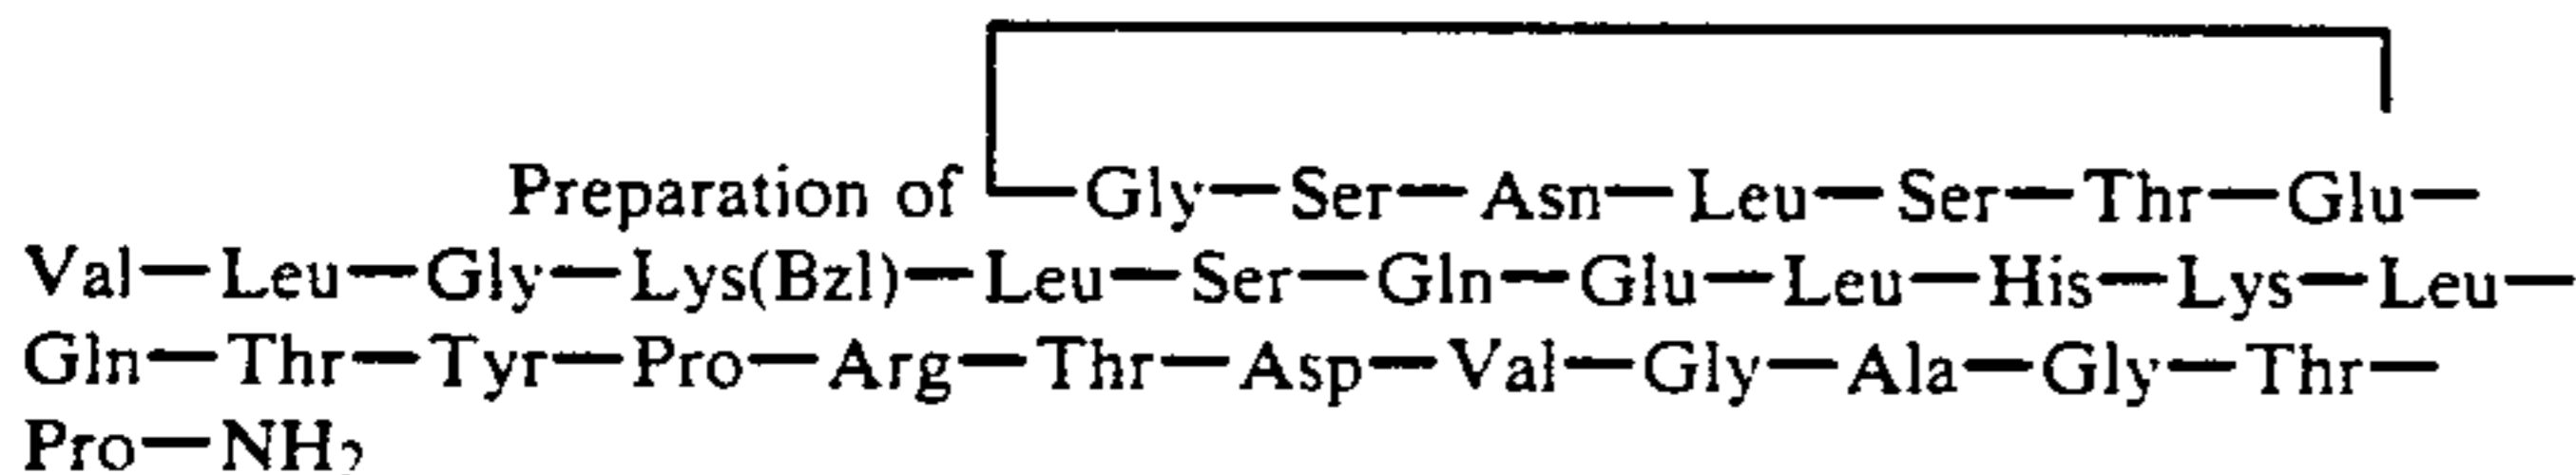 Preparation of Gly—Ser—Asn—Leu—Ser—Thr—Glu—
Val—Leu—Gly—Lys(Bzl)—Leu—Ser—Gln—Glu—Leu—His—Lys—Leu—
Gln—Thr—Tyr—Pro—Arg—Thr—Asp—Val—Gly—Ala—Gly—Thr—
Pro—NH₂